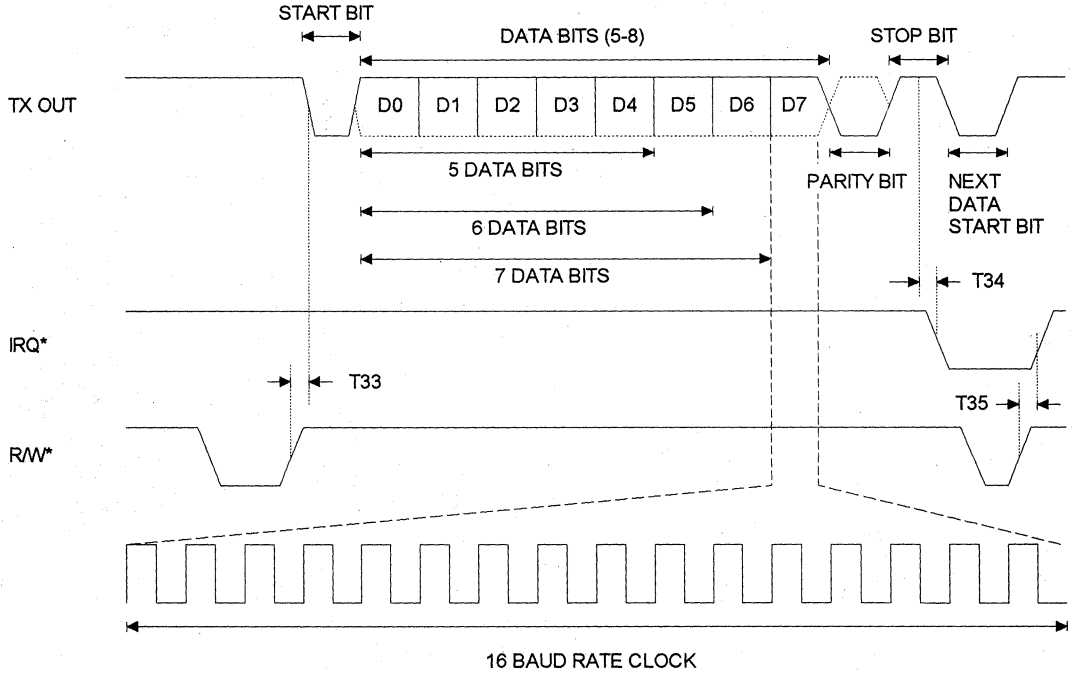 START BIT
DATA BITS (5-8)
STOP BIT
TX OUT
D0 D1 D2 D3 D4 D5 D6 D7
5 DATA BITS
PARITY BIT
NEXT
DATA
START BIT
6 DATA BITS
7 DATA BITS
T34
IRQ*
T33
T35
R/W*
16 BAUD RATE CLOCK